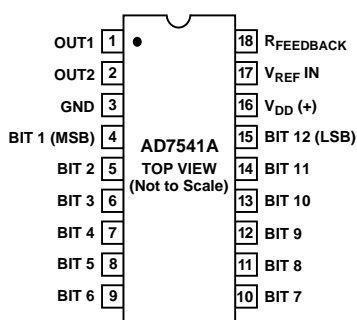 OUT1 1
OUT2 2
GND 3
BIT 1 (MSB) 4
BIT 2 5
BIT 3 6
BIT 4 7
BIT 5 8
BIT 6 9
AD7541A
TOP VIEW
(Not to Scale)
18 RFEEDBACK
17 VREF IN
16 VDD (+)
15 BIT 12 (LSB)
14 BIT 11
13 BIT 10
12 BIT 9
11 BIT 8
10 BIT 7